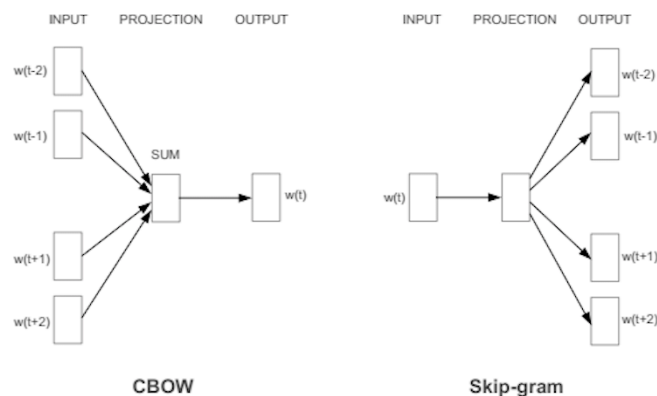 INPUT PROJECTION OUTPUT
w(t-2)
w(t-1)
SUM
w(t)
w(t+1)
w(t+2)
CBOW
INPUT PROJECTION OUTPUT
w(t-2)
w(t-1)
w(t)
w(t+1)
w(t+2)
Skip-gram